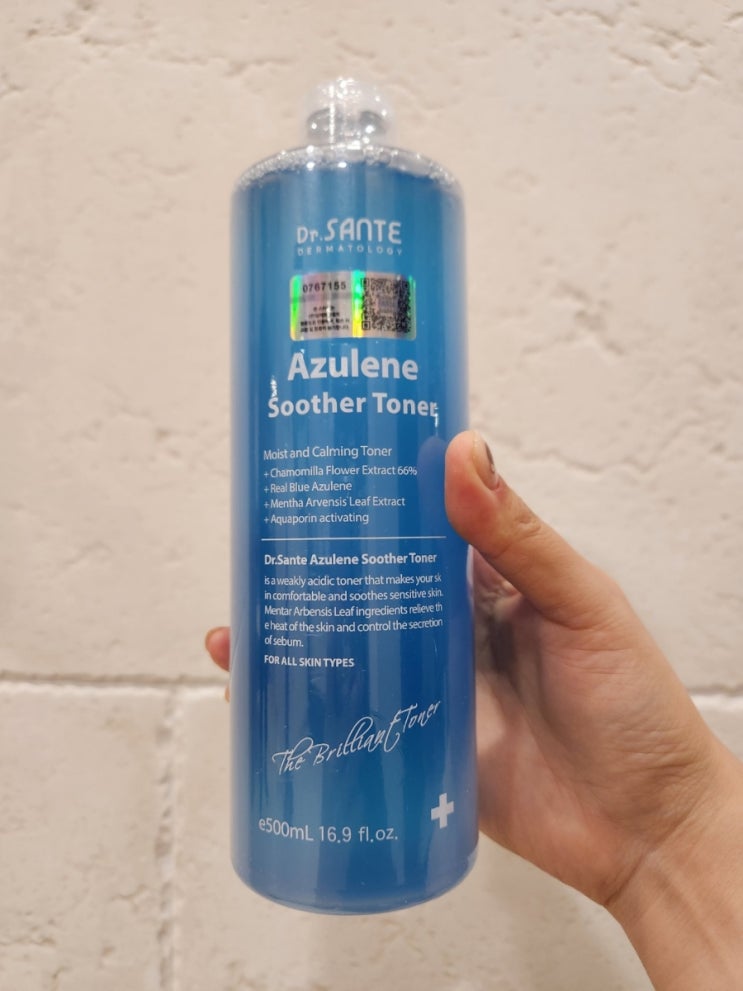 Dr.SANTE
DERMATOLOGY
0767155
Azulene
Soother Toner
Moist and Calming Toner
+Chamomilla Flower Extract 66%
+Real Blue Azulene
+Mentha Arvensis Leaf Extract
+Aquaporin activating
Dr.Sante Azulene Soother Toner
is a weakly acidic toner that makes your sk
in comfortable and soothes sensitive skin.
Mentar Arbensis Leaf ingredients relieve th
e heat of the skin and control the secretion
of sebum.
FOR ALL SKIN TYPES
The Brilliant Toner
e500mL 16.9 fl.oz.